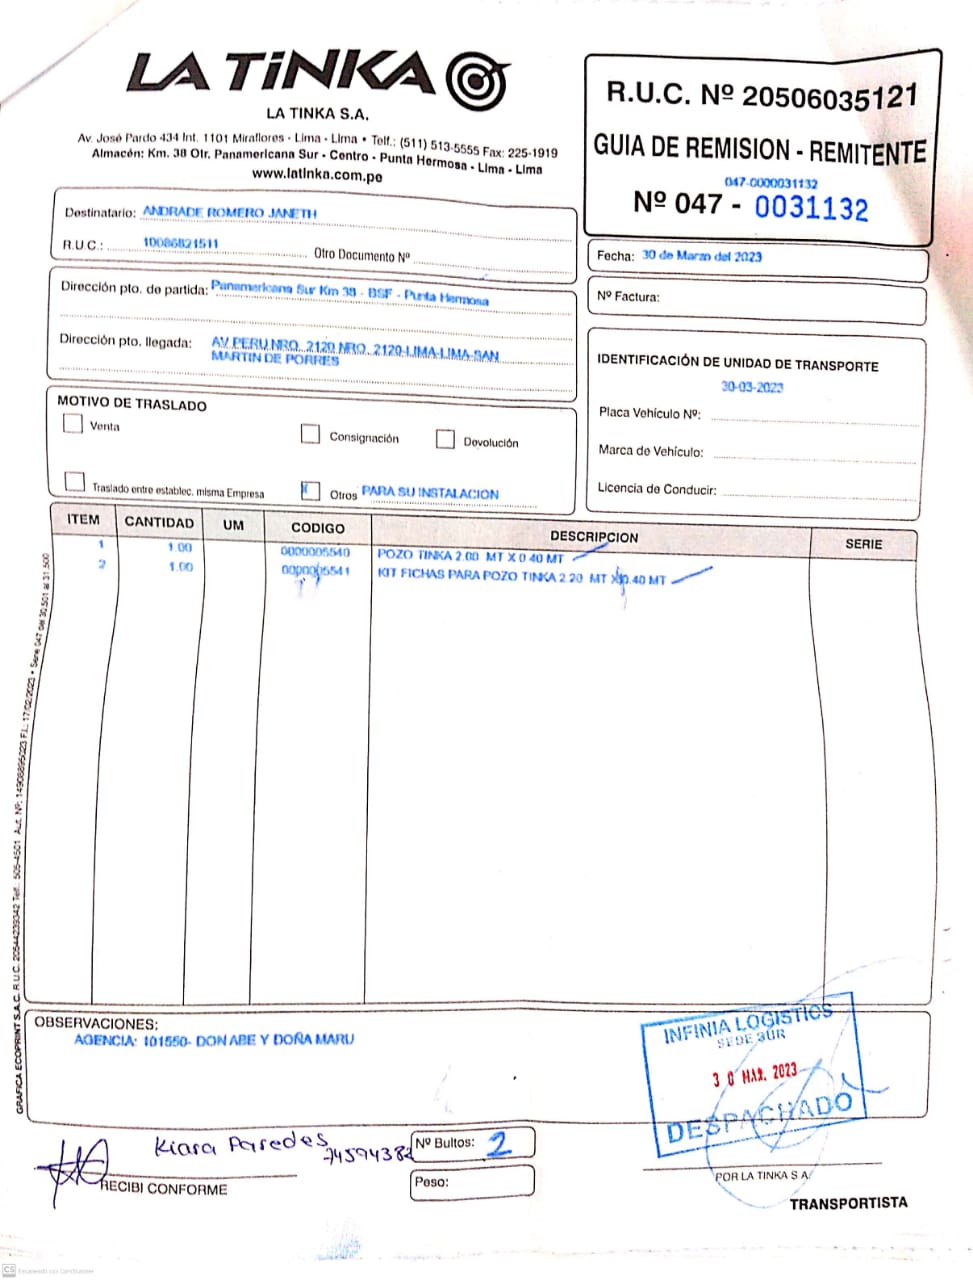 LA TiNKA
LA TINKA S.A.
Av. José Pardo 434 Int. 1101 Miraflores - Lima - Lima • Telf.: (511) 513-5555 Fax: 225-1919
Almacén: Km. 38 Otr. Panamericana Sur - Centro - Punta Hermosa - Lima - Lima
www.latinka.com.pe
R.U.C. Nº 20506035121
GUIA DE REMISION - REMITENTE
047-0000031132
Nº 047 - 0031132
Destinatario: ANDRADE ROMERO JANETH
R.U.C.: 10086821511 Otro Documento Nº
Fecha: 30 de Marzo del 2023
Dirección pto. de partida: Panamericana Sur Km 38 - BSF - Punta Hermosa
Dirección pto. llegada: AV PERU NRO. 2120 NRO. 2120-LIMA-LIMA-SAN
MARTIN DE PORRES
Nº Factura:
IDENTIFICACIÓN DE UNIDAD DE TRANSPORTE
30-03-2023
Placa Vehículo Nº:
Marca de Vehículo:
Licencia de Conducir:
MOTIVO DE TRASLADO
Venta Consignación Devolución
Traslado entre establec. misma Empresa X Otros PARA SU INSTALACION
ITEM CANTIDAD UM CODIGO DESCRIPCION SERIE
1 1.00 0000005540 POZO TINKA 2.00 MT X 0.40 MT
2 1.00 0000005541 KIT FICHAS PARA POZO TINKA 2.20 MT X 0.40 MT
GRAFICA ECOPRINT S.A.C. R.U.C. 20544239342 Telf.: 505-4501 Aut. Nº: 14908895023 F.I.: 17/02/2023 • Serie 047 del 30,501 al 31,500
OBSERVACIONES:
AGENCIA: 101550- DON ABE Y DOÑA MARU
INFINIA LOGISTICS
SEDE SUR
30 MAR. 2023
DESPACHADO
Kiara Paredes
74594382
RECIBI CONFORME
Nº Bultos: 2
Peso:
POR LA TINKA S.A.
TRANSPORTISTA
CS Escaneado con CamScanner